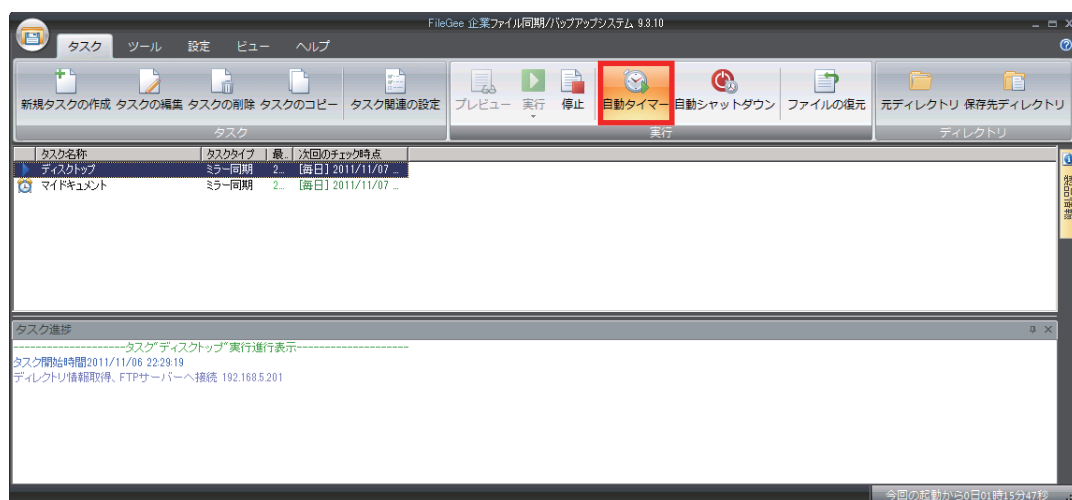 FileGee 企業ファイル同期/バップアップシステム 9.3.10
タスク ツール 設定 ビュー ヘルプ
新規タスクの作成 タスクの編集 タスクの削除 タスクのコピー タスク関連の設定 プレビュー 実行 停止 自動タイマー 自動シャットダウン ファイルの復元 元ディレクトリ 保存先ディレクトリ
タスク 実行 ディレクトリ
タスク名称 タスクタイプ 最.. 次回のチェック時点
ディスクトップ ミラー同期 2... [毎日] 2011/11/07 ...
マイドキュメント ミラー同期 2... [毎日] 2011/11/07 ...
タスク進捗
--------------------タスク"ディスクトップ"実行進行表示--------------------
タスク開始時間2011/11/06 22:29:19
ディレクトリ情報取得、FTPサーバーへ接続 192.168.5.201
今回の起動から0日01時15分47秒